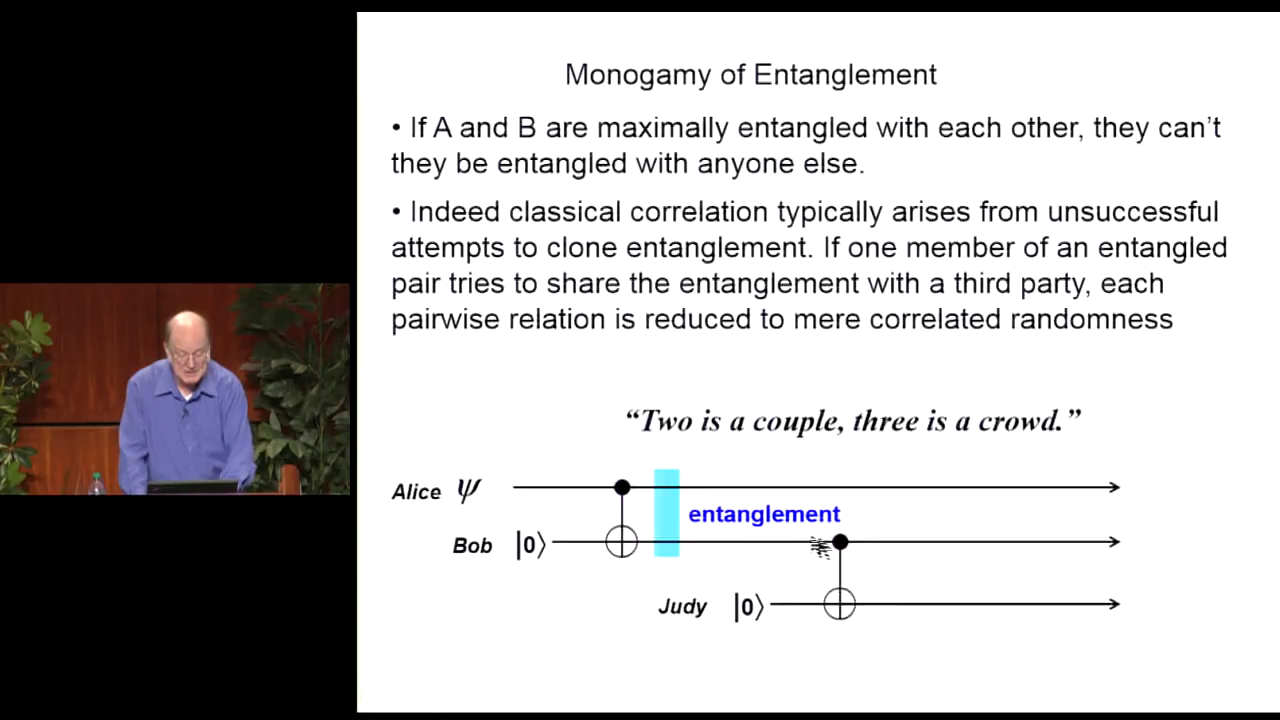 Monogamy of Entanglement
• If A and B are maximally entangled with each other, they can't
they be entangled with anyone else.
• Indeed classical correlation typically arises from unsuccessful
attempts to clone entanglement. If one member of an entangled
pair tries to share the entanglement with a third party, each
pairwise relation is reduced to mere correlated randomness
“Two is a couple, three is a crowd.”
Alice ψ
entanglement
Bob |0⟩
Judy |0⟩